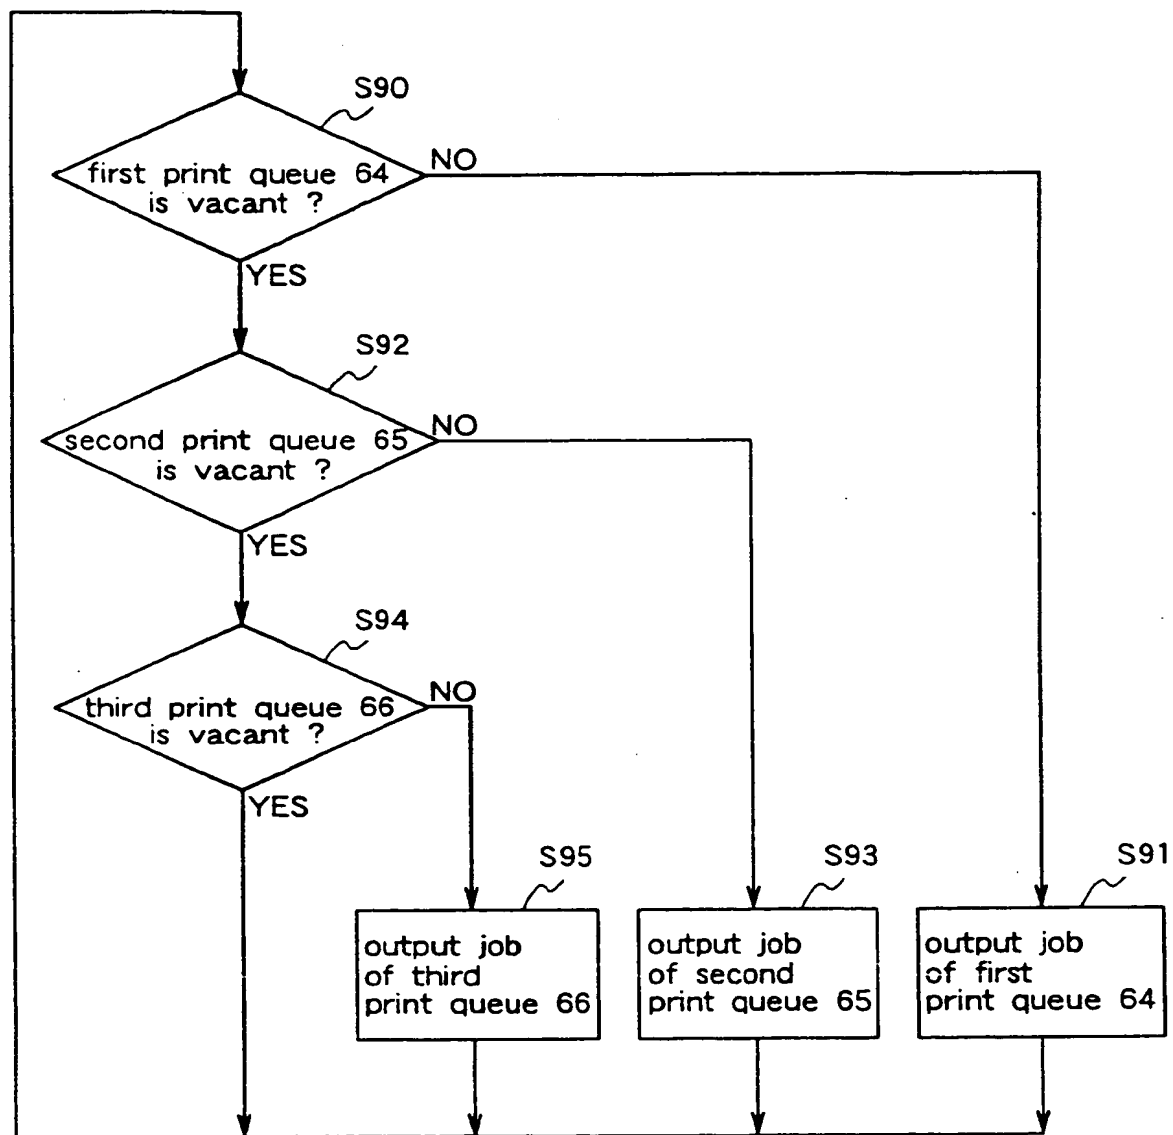 S90
first print queue 64
is vacant ?
NO
YES
S92
second print queue 65
is vacant ?
NO
YES
S94
third print queue 66
is vacant ?
NO
YES
S95
output job
of third
print queue 66
S93
output job
of second
print queue 65
S91
output job
of first
print queue 64